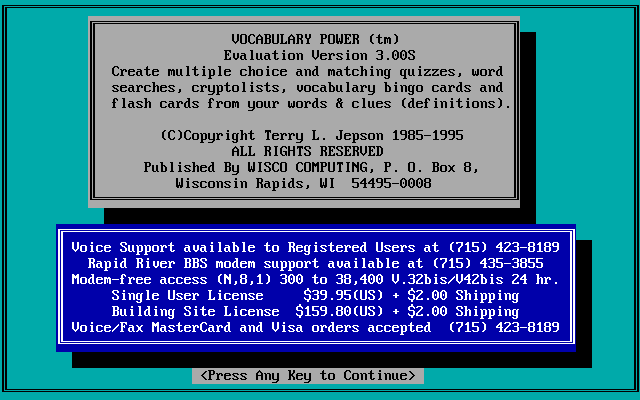 VOCABULARY POWER (tm)
Evaluation Version 3.00S
Create multiple choice and matching quizzes, word
searches, cryptolists, vocabulary bingo cards and
flash cards from your words & clues (definitions).
(C)Copyright Terry L. Jepson 1985-1995
ALL RIGHTS RESERVED
Published By WISCO COMPUTING, P. O. Box 8,
Wisconsin Rapids, WI  54495-0008
Voice Support available to Registered Users at (715) 423-8189
Rapid River BBS modem support available at (715) 435-3855
Modem-free access (N,8,1) 300 to 38,400 V.32bis/V42bis 24 hr.
Single User License     $39.95(US) + $2.00 Shipping
Building Site License  $159.80(US) + $2.00 Shipping
Voice/Fax MasterCard and Visa orders accepted  (715) 423-8189
<Press Any Key to Continue>